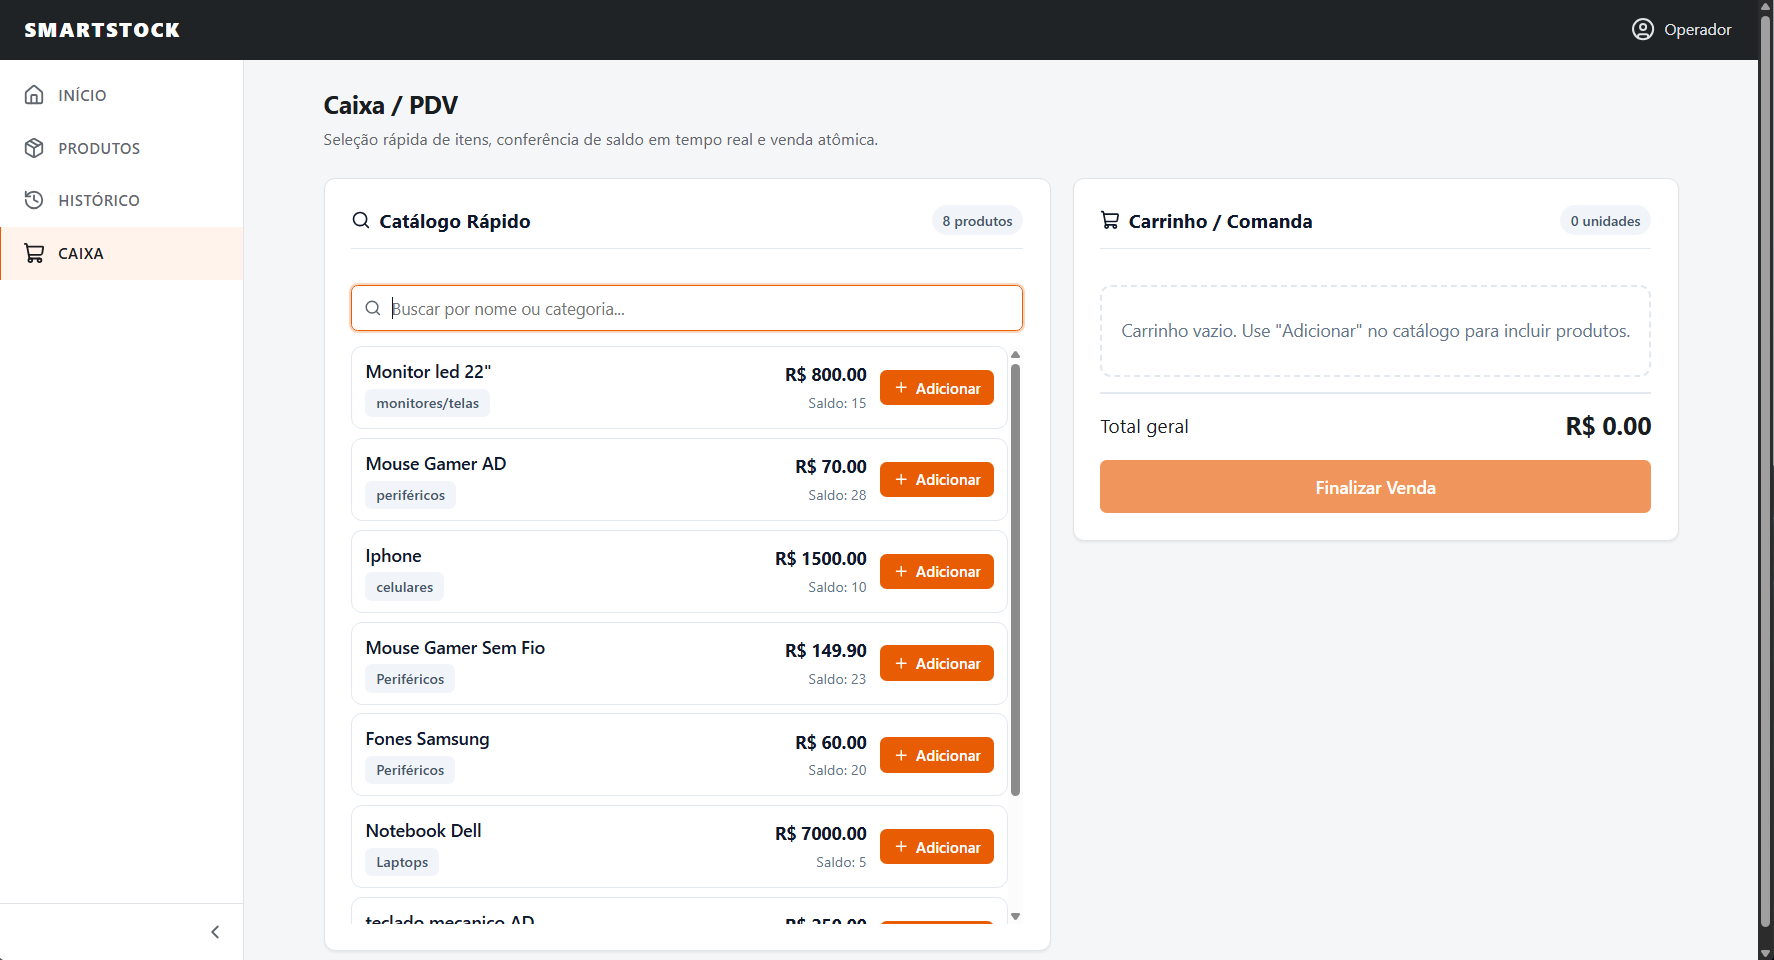 SMARTSTOCK
Operador
INÍCIO
PRODUTOS
HISTÓRICO
CAIXA
Caixa / PDV
Seleção rápida de itens, conferência de saldo em tempo real e venda atômica.
Catálogo Rápido
8 produtos
Buscar por nome ou categoria...
Monitor led 22"
monitores/telas
R$ 800.00
Saldo: 15
+ Adicionar
Mouse Gamer AD
periféricos
R$ 70.00
Saldo: 28
+ Adicionar
Iphone
celulares
R$ 1500.00
Saldo: 10
+ Adicionar
Mouse Gamer Sem Fio
Periféricos
R$ 149.90
Saldo: 23
+ Adicionar
Fones Samsung
Periféricos
R$ 60.00
Saldo: 20
+ Adicionar
Notebook Dell
Laptops
R$ 7000.00
Saldo: 5
+ Adicionar
teclado mecanico AD
R$ 250.00
Carrinho / Comanda
0 unidades
Carrinho vazio. Use "Adicionar" no catálogo para incluir produtos.
Total geral
R$ 0.00
Finalizar Venda